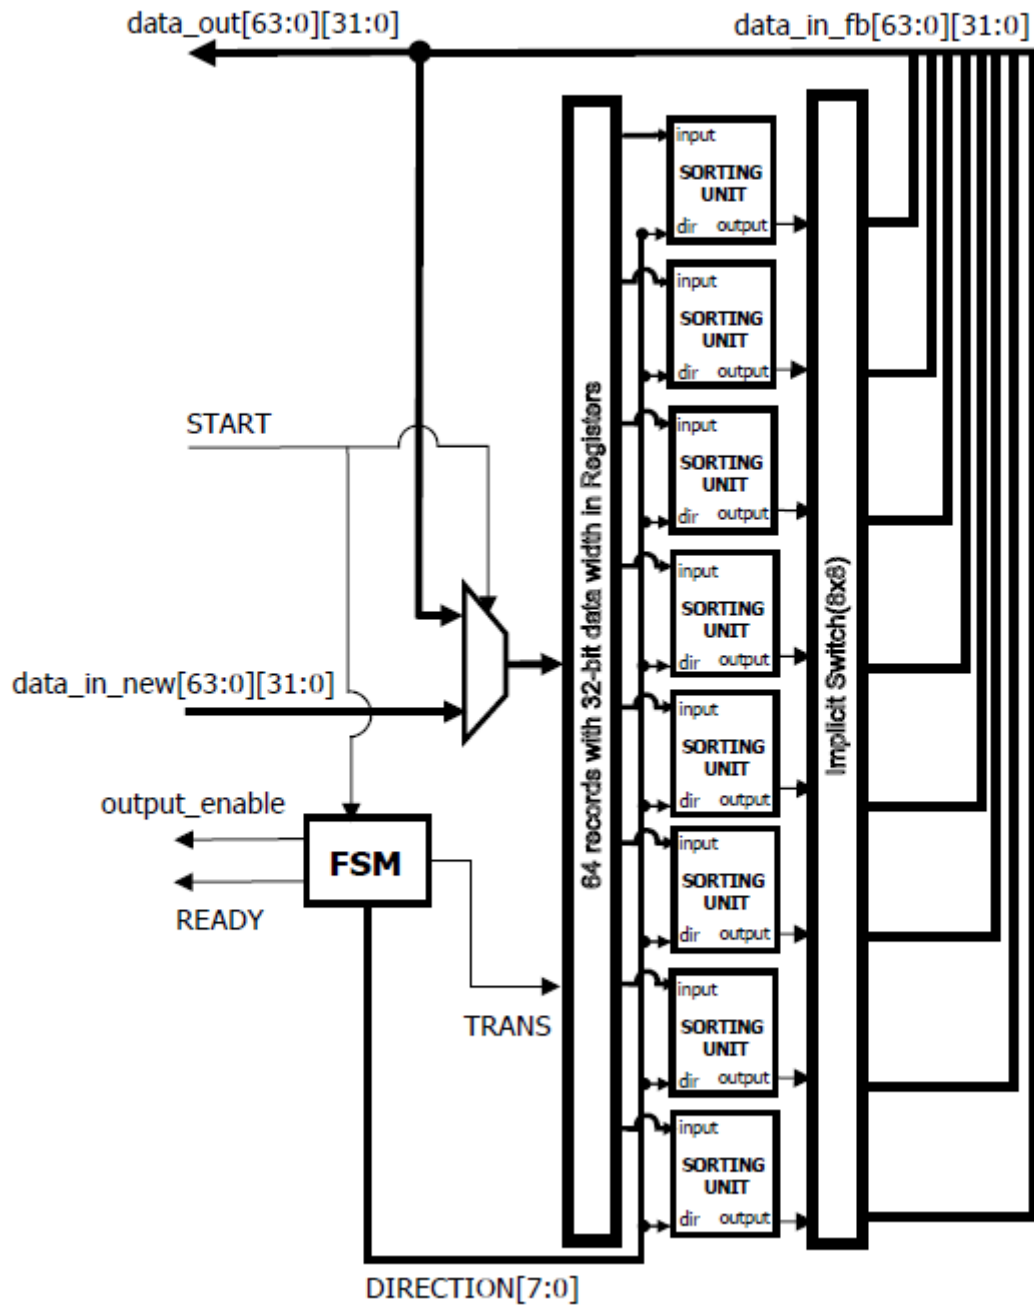 data_out[63:0][31:0]
data_in_fb[63:0][31:0]
input
SORTING
UNIT
dir output
input
SORTING
UNIT
dir output
START
input
SORTING
UNIT
dir output
64 records with 32-bit data width in Registers
Implicit Switch(8x8)
input
SORTING
UNIT
dir output
data_in_new[63:0][31:0]
input
SORTING
UNIT
dir output
output_enable
FSM
READY
input
SORTING
UNIT
dir output
TRANS
input
SORTING
UNIT
dir output
input
SORTING
UNIT
dir output
DIRECTION[7:0]